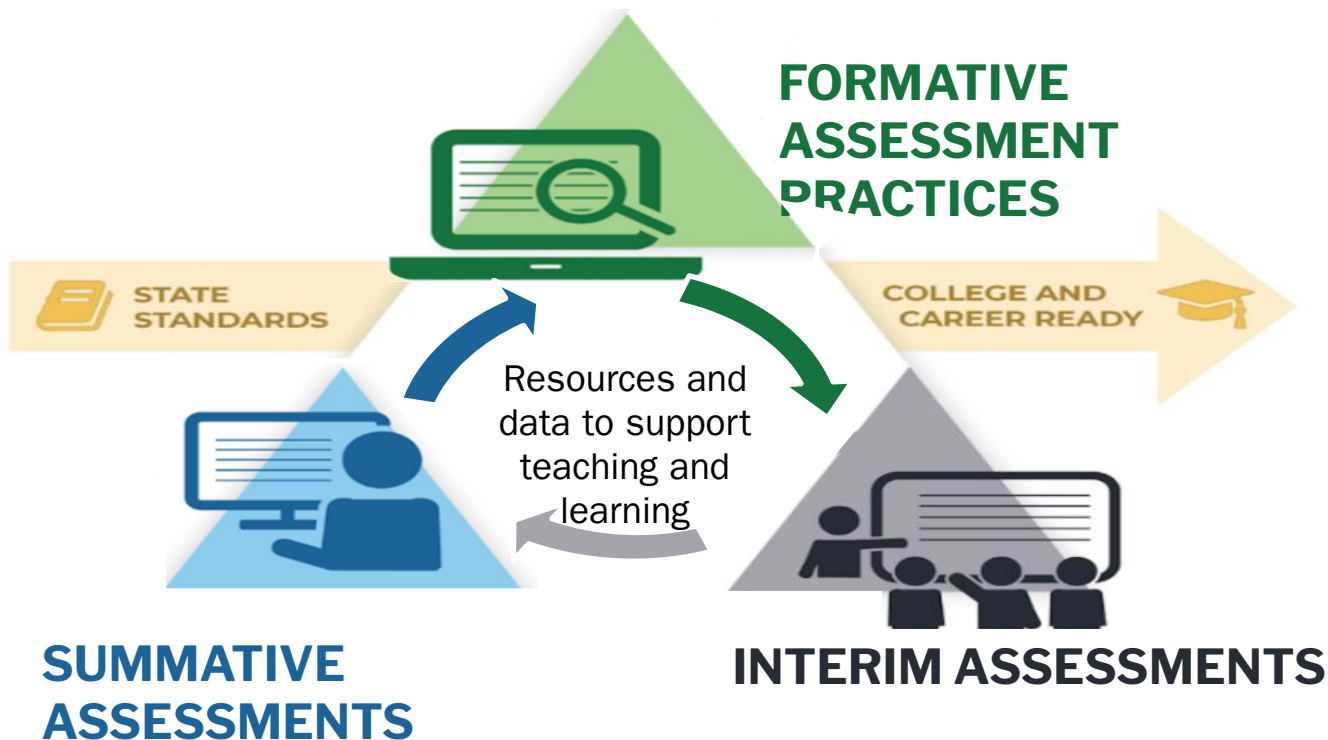 FORMATIVE
ASSESSMENT
PRACTICES
STATE
STANDARDS
COLLEGE AND
CAREER READY
Resources and
data to support
teaching and
learning
SUMMATIVE
ASSESSMENTS
INTERIM ASSESSMENTS